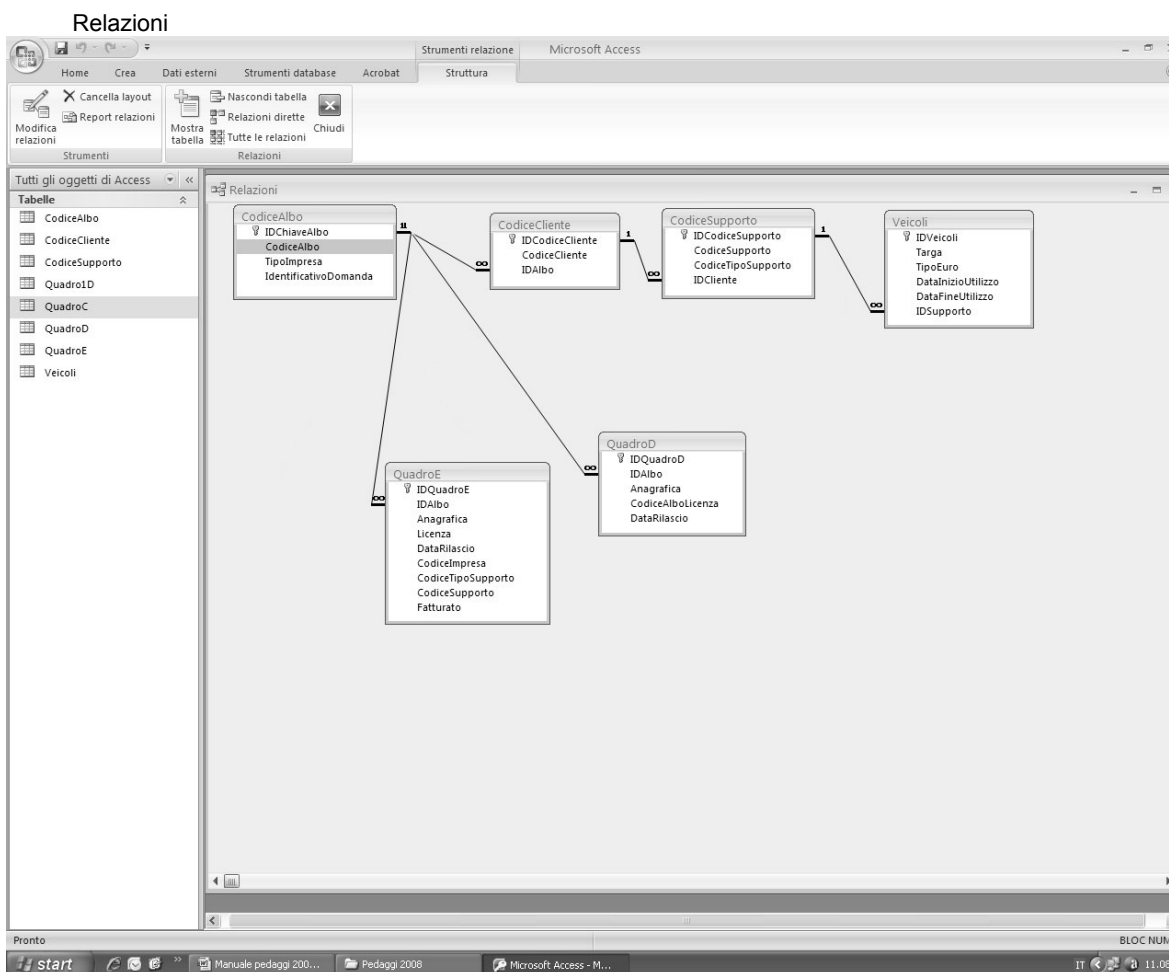 Relazioni
Strumenti relazione
Microsoft Access
Home
Crea
Dati esterni
Strumenti database
Acrobat
Struttura
Modifica relazioni
Cancella layout
Report relazioni
Strumenti
Mostra tabella
Nascondi tabella
Relazioni dirette
Tutte le relazioni
Chiudi
Relazioni
Tutti gli oggetti di Access
Tabelle
CodiceAlbo
CodiceCliente
CodiceSupporto
Quadro1D
QuadroC
QuadroD
QuadroE
Veicoli
Relazioni
CodiceAlbo
IDChiaveAlbo
CodiceAlbo
TipoImpresa
IdentificativoDomanda
1
∞
CodiceCliente
IDCodiceCliente
CodiceCliente
IDAlbo
1
∞
CodiceSupporto
IDCodiceSupporto
CodiceSupporto
CodiceTipoSupporto
IDCliente
1
∞
Veicoli
IDVeicoli
Targa
TipoEuro
DataInizioUtilizzo
DataFineUtilizzo
IDSupporto
∞
QuadroE
IDQuadroE
IDAlbo
Anagrafica
Licenza
DataRilascio
CodiceImpresa
CodiceTipoSupporto
CodiceSupporto
Fatturato
∞
QuadroD
IDQuadroD
IDAlbo
Anagrafica
CodiceAlboLicenza
DataRilascio
Pronto
BLOC NUM
start
Manuale pedaggi 200...
Pedaggi 2008
Microsoft Access - M...
IT
11.08